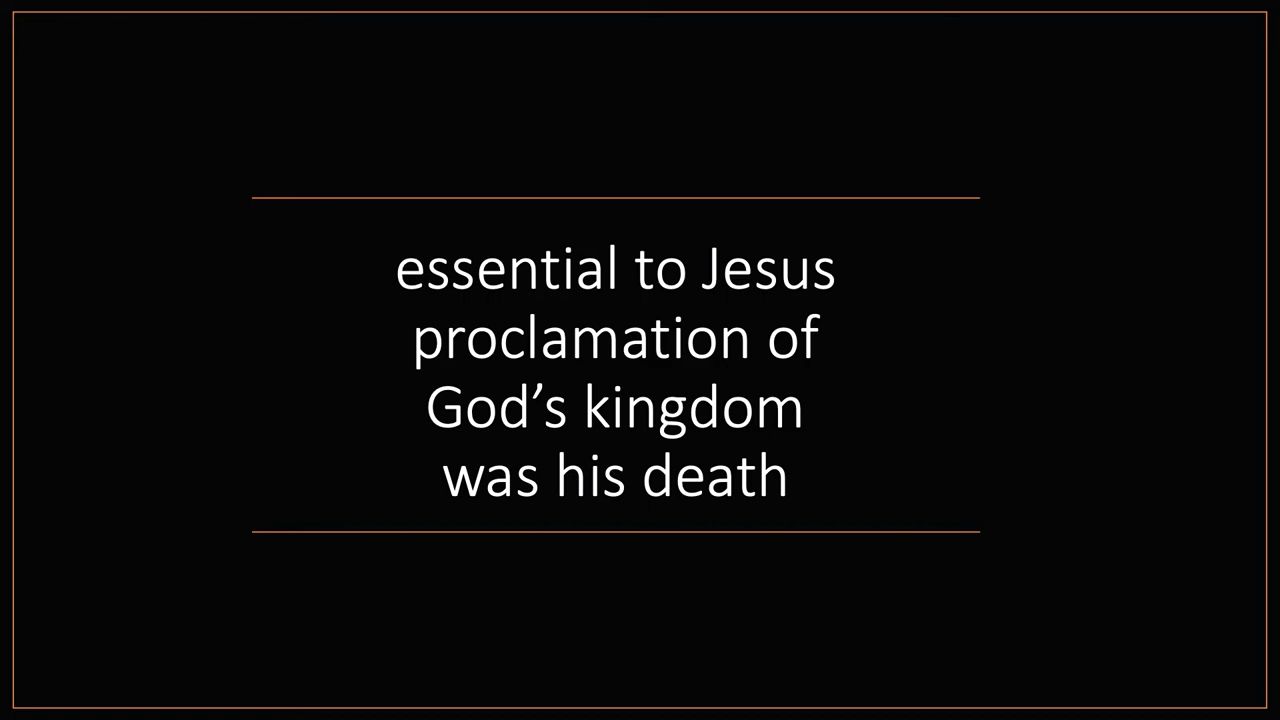 essential to Jesus
proclamation of
God’s kingdom
was his death